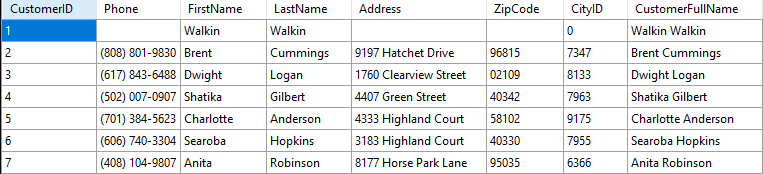 CustomerID Phone FirstName LastName Address ZipCode CityID CustomerFullName
1 Walkin Walkin 0 Walkin Walkin
2 (808) 801-9830 Brent Cummings 9197 Hatchet Drive 96815 7347 Brent Cummings
3 (617) 843-6488 Dwight Logan 1760 Clearview Street 02109 8133 Dwight Logan
4 (502) 007-0907 Shatika Gilbert 4407 Green Street 40342 7963 Shatika Gilbert
5 (701) 384-5623 Charlotte Anderson 4333 Highland Court 58102 9175 Charlotte Anderson
6 (606) 740-3304 Searoba Hopkins 3183 Highland Court 40330 7955 Searoba Hopkins
7 (408) 104-9807 Anita Robinson 8177 Horse Park Lane 95035 6366 Anita Robinson